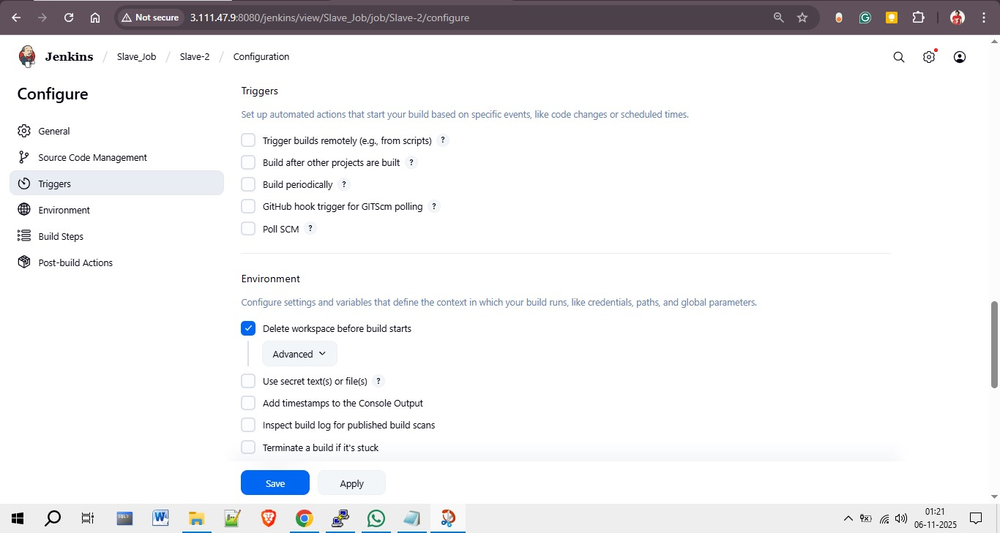 Not secure
3.111.47.9:8080/jenkins/view/Slave_Job/job/Slave-2/configure
Jenkins / Slave_Job / Slave-2 / Configuration
Configure
General
Source Code Management
Triggers
Environment
Build Steps
Post-build Actions
Triggers
Set up automated actions that start your build based on specific events, like code changes or scheduled times.
Trigger builds remotely (e.g., from scripts) ?
Build after other projects are built ?
Build periodically ?
GitHub hook trigger for GITScm polling ?
Poll SCM ?
Environment
Configure settings and variables that define the context in which your build runs, like credentials, paths, and global parameters.
Delete workspace before build starts
Advanced
Use secret text(s) or file(s) ?
Add timestamps to the Console Output
Inspect build log for published build scans
Terminate a build if it's stuck
Save
Apply
01:21
06-11-2025